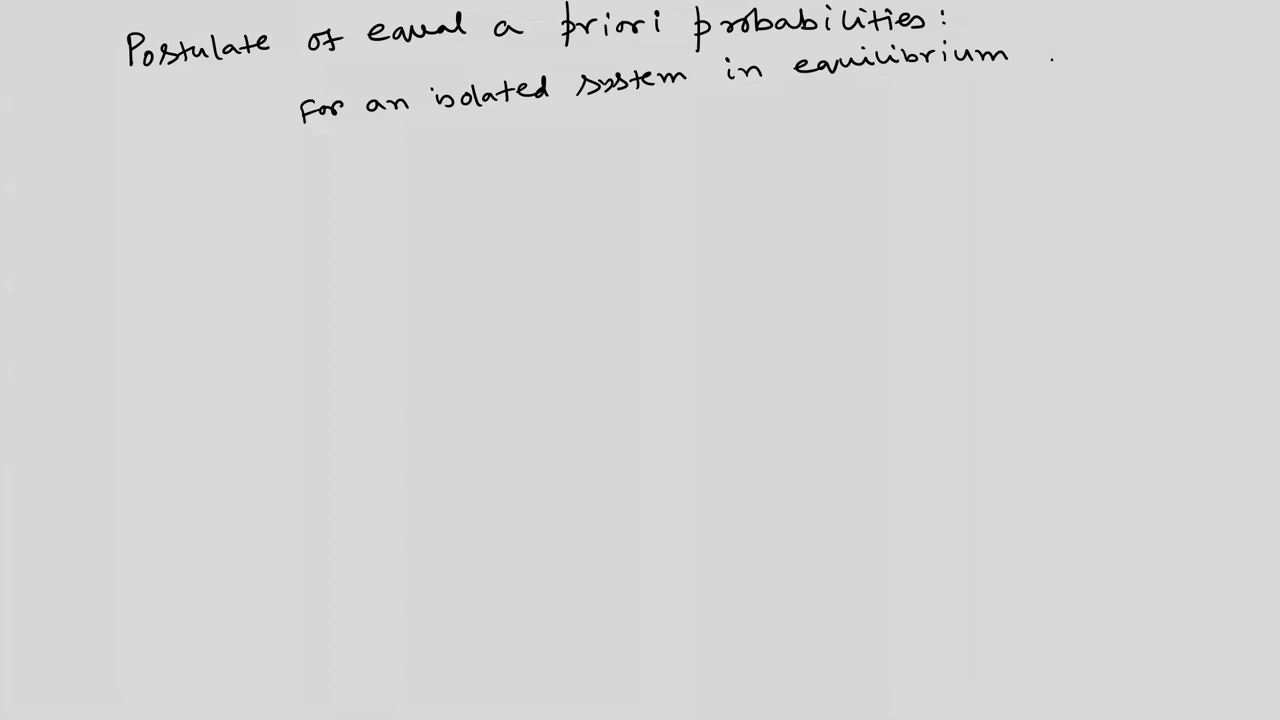 Postulate of equal a priori probabilities:
For an isolated system in equilibrium .